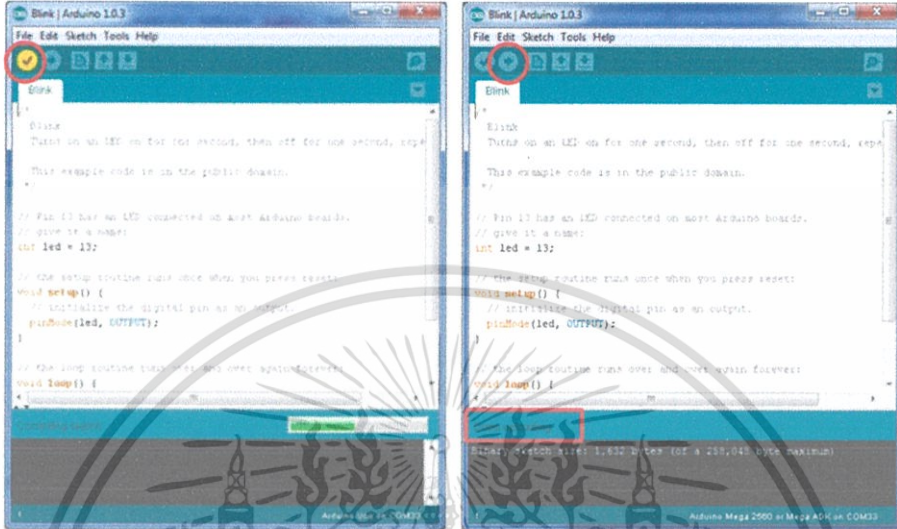 Blink | Arduino 1.0.3
File Edit Sketch Tools Help
Blink
/*
Blink
Turns on an LED on for one second, then off for one second, repe
This example code is in the public domain.
*/
// Pin 13 has an LED connected on most Arduino boards.
// give it a name:
int led = 13;
// the setup routine runs once when you press reset:
void setup() {
// initialize the digital pin as an output.
pinMode(led, OUTPUT);
}
// the loop routine runs over and over again forever:
void loop() {
Arduino on COM33
Blink | Arduino 1.0.3
File Edit Sketch Tools Help
Blink
/*
Blink
Turns on an LED on for one second, then off for one second, repe
This example code is in the public domain.
*/
// Pin 13 has an LED connected on most Arduino boards.
// give it a name:
int led = 13;
// the setup routine runs once when you press reset:
void setup() {
// initialize the digital pin as an output.
pinMode(led, OUTPUT);
}
// the loop routine runs over and over again forever:
void loop() {
Binary sketch size: 1,632 bytes (of a 258,048 byte maximum)
1
Arduino Mega 2560 or Mega ADK on COM33